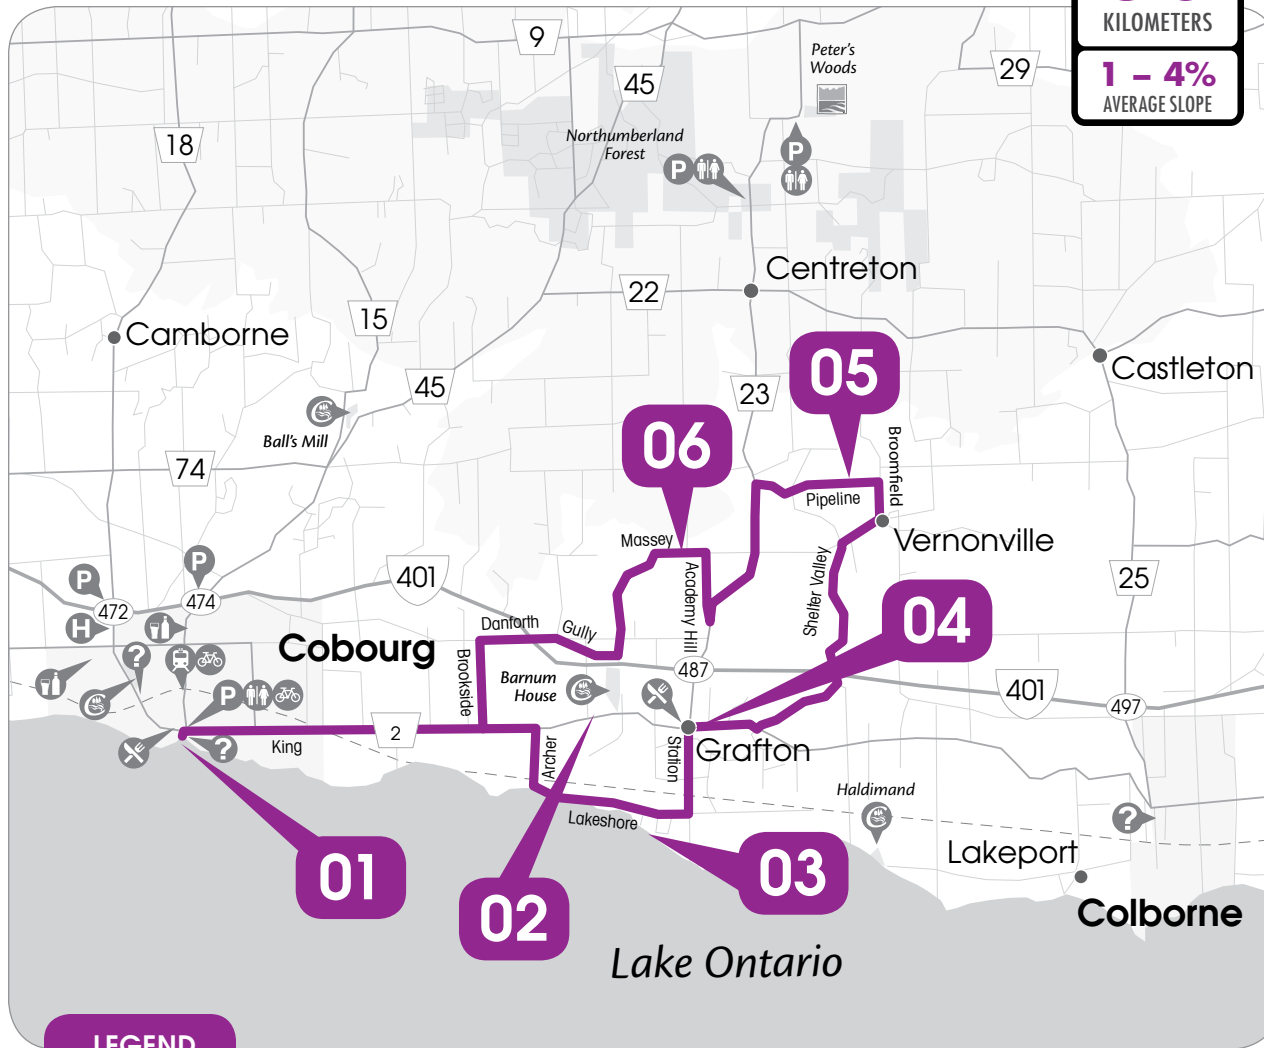 KILOMETERS
1 – 4%
AVERAGE SLOPE
9
45
Peter's
Woods
29
18
Northumberland
Forest
P
P
Centreton
22
15
Camborne
45
23
05
Castleton
06
Ball's Mill
74
Broomfield
Pipeline
Massey
Vernonville
P
P
401
Academy Hill
Shelter Valley
25
472
474
H
Danforth
Gully
04
Cobourg
?
Brookside
Barnum
House
487
401
497
P
King
2
?
Archer
Station
Grafton
Haldimand
Lakeshore
?
Lakeport
01
03
02
Colborne
Lake Ontario
LEGEND